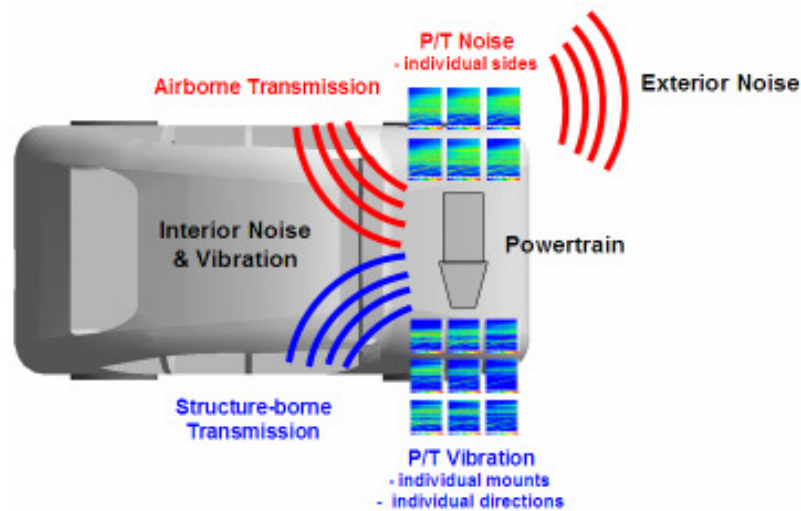 P/T Noise
- individual sides
Airborne Transmission
Exterior Noise
Interior Noise
& Vibration
Powertrain
Structure-borne
Transmission
P/T Vibration
- individual mounts
- individual directions